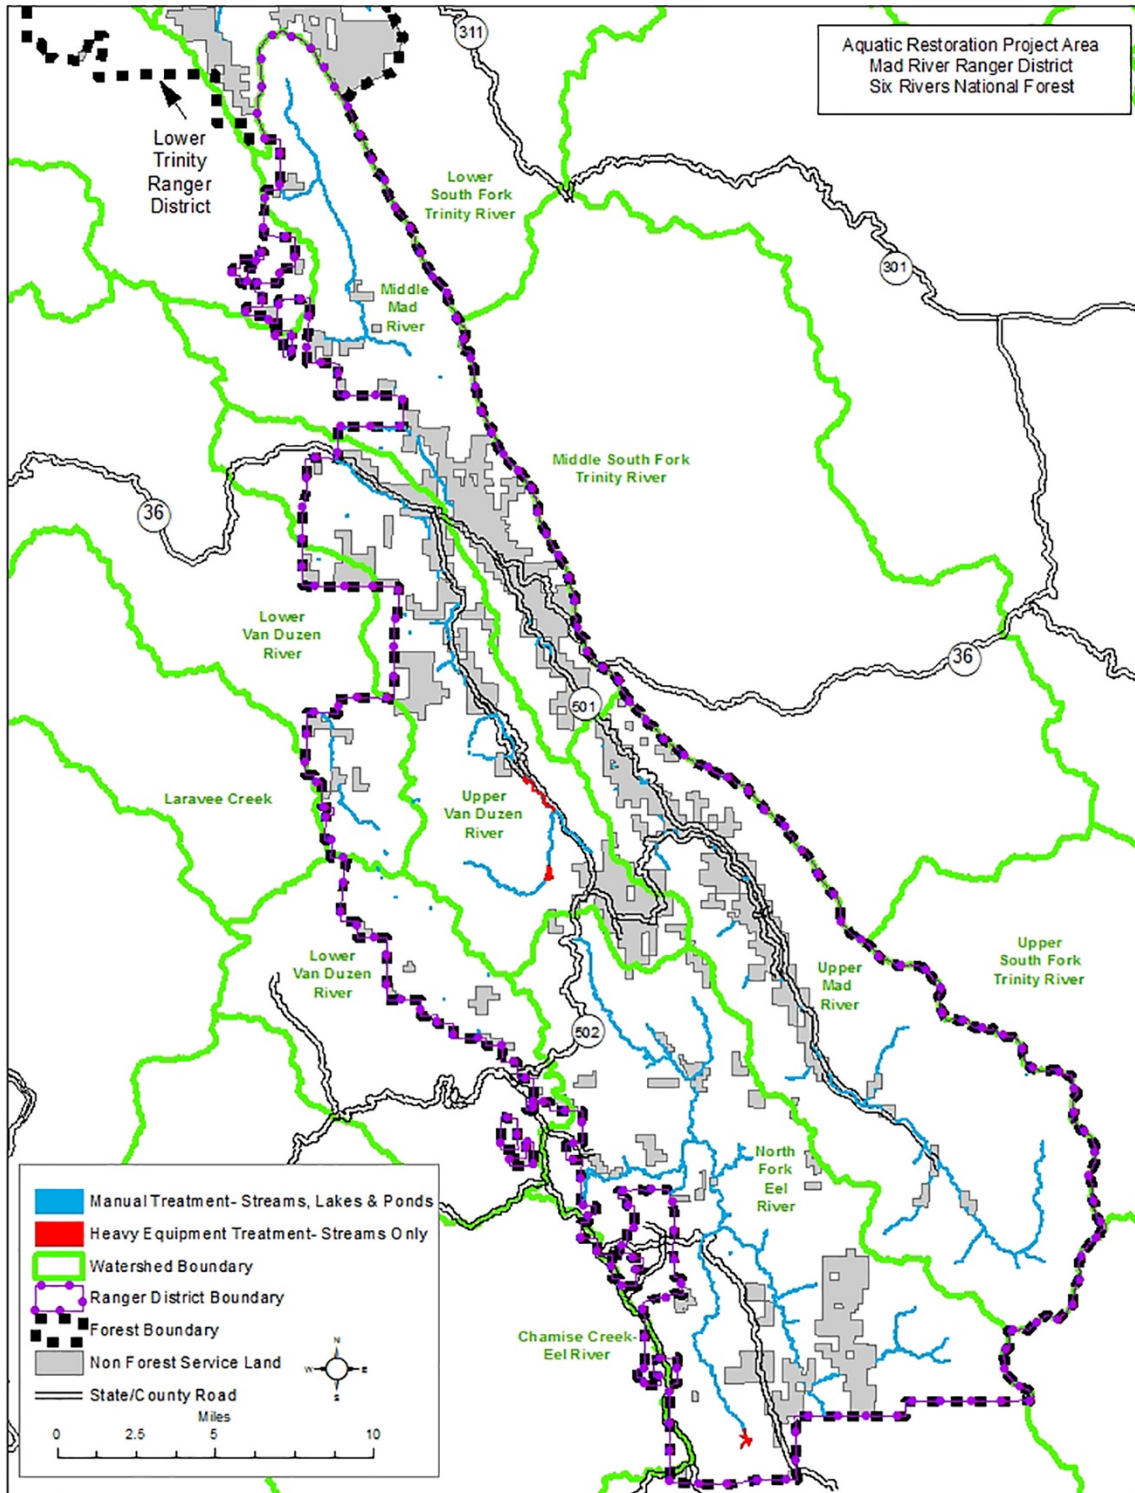 311
Aquatic Restoration Project Area
Mad River Ranger District
Six Rivers National Forest
Lower
Trinity
Ranger
District
Lower
South Fork
Trinity River
301
Middle
Mad
River
Middle South Fork
Trinity River
36
Lower
Van Duzen
River
36
501
Laravee Creek
Upper
Van Duzen
River
Lower
Van Duzen
River
Upper
Mad
River
Upper
South Fork
Trinity River
502
North
Fork
Eel
River
Chamise Creek-
Eel River
Manual Treatment- Streams, Lakes & Ponds
Heavy Equipment Treatment- Streams Only
Watershed Boundary
Ranger District Boundary
Forest Boundary
Non Forest Service Land
State/County Road
N
W E
S
Miles
0 2.5 5 10